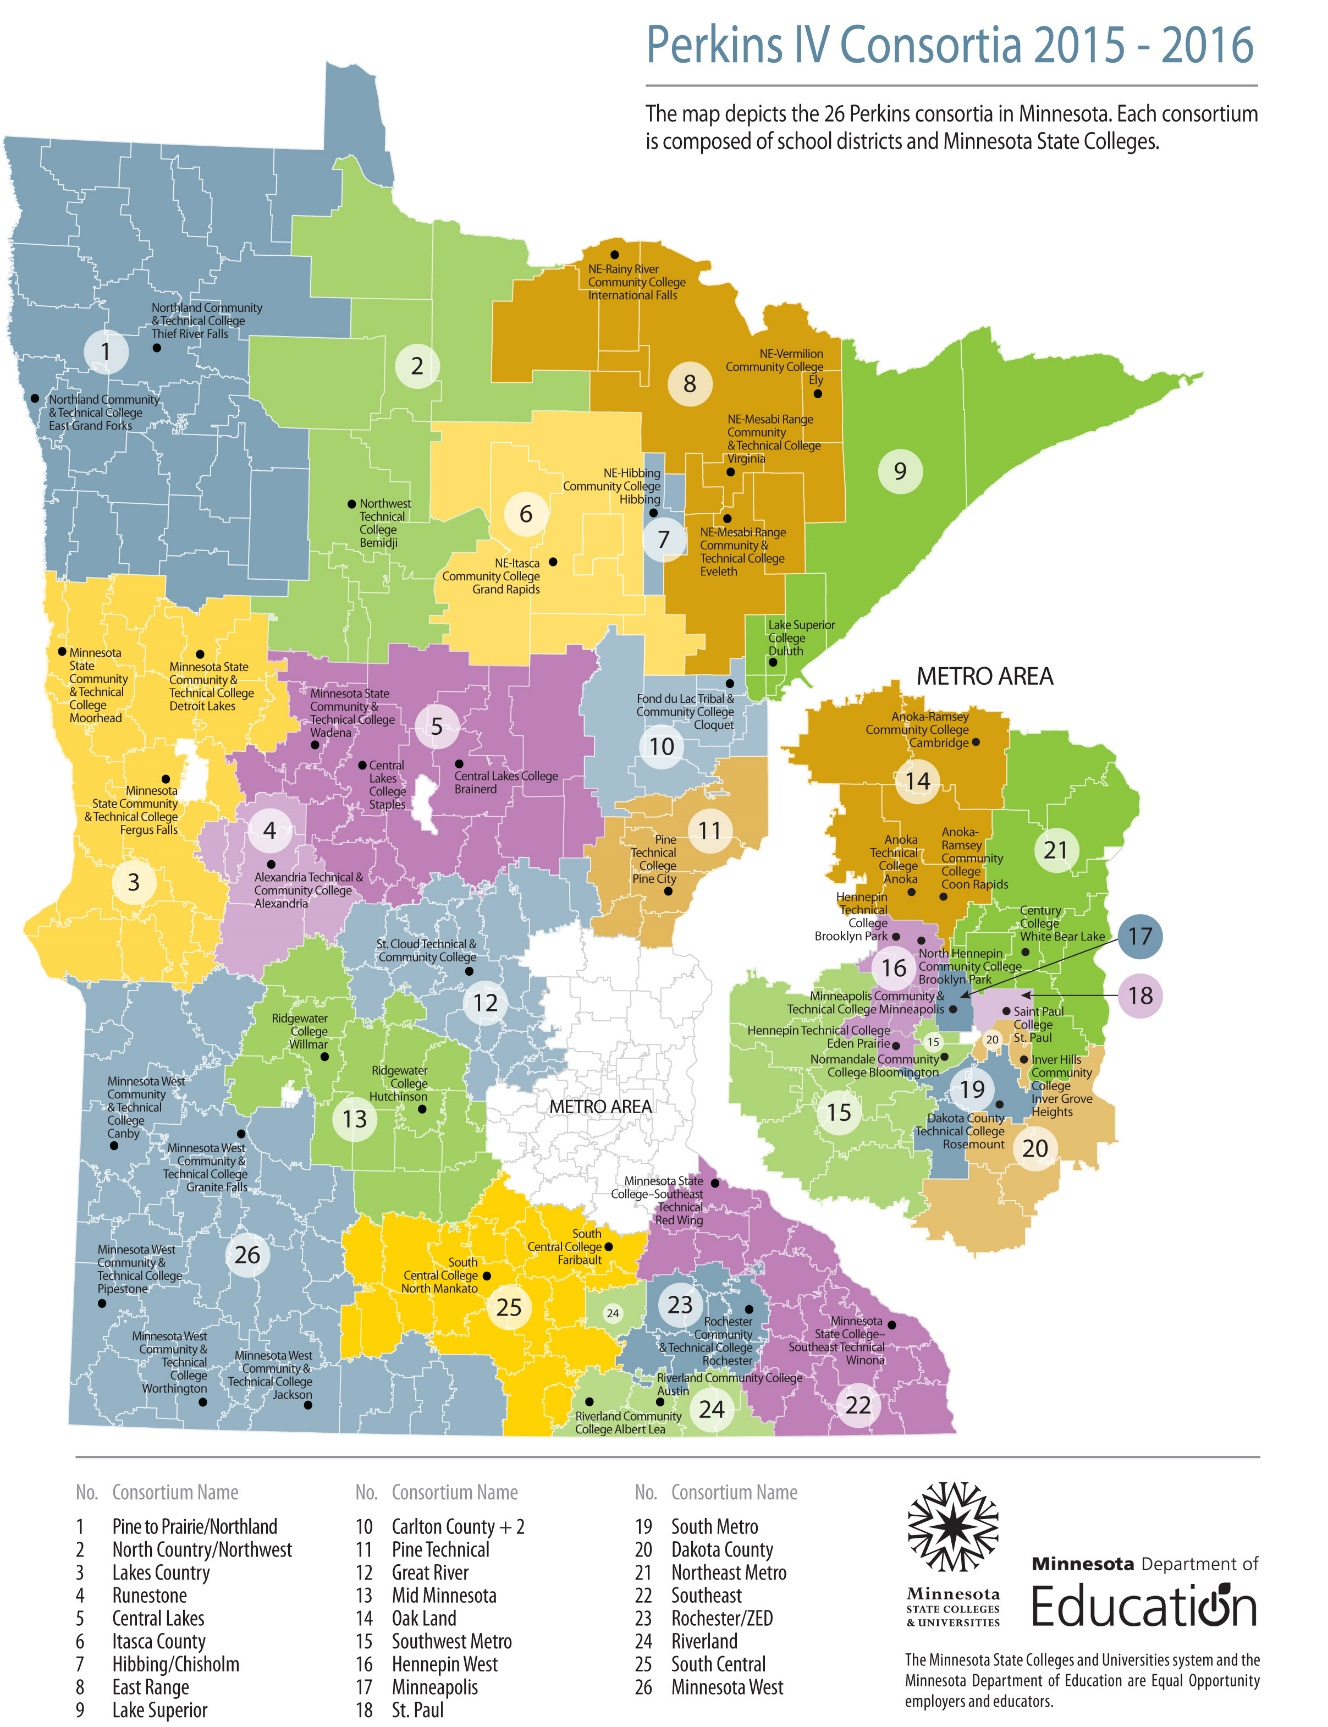 Perkins IV Consortia 2015 - 2016
The map depicts the 26 Perkins consortia in Minnesota. Each consortium
is composed of school districts and Minnesota State Colleges.
NE-Rainy River
Community College
International Falls
Northland Community
& Technical College
Thief River Falls
1
2
NE-Vermilion
Community College
Ely
8
Northland Community
& Technical College
East Grand Forks
NE-Mesabi Range
Community
& Technical College
Virginia
9
NE-Hibbing
Community College
Hibbing
Northwest
Technical
College
Bemidji
6
7
NE-Mesabi Range
Community &
Technical College
Eveleth
NE-Itasca
Community College
Grand Rapids
Lake Superior
College
Duluth
Minnesota
State
Community
& Technical
College
Moorhead
Minnesota State
Community &
Technical College
Detroit Lakes
Minnesota State
Community &
Technical College
Wadena
5
Fond du Lac Tribal &
Community College
Cloquet
10
Central
Lakes
College
Staples
Central Lakes College
Brainerd
Minnesota
State Community
& Technical College
Fergus Falls
4
11
Pine
Technical
College
Pine City
3
Alexandria Technical &
Community College
Alexandria
St. Cloud Technical &
Community College
12
Ridgewater
College
Willmar
Ridgewater
College
Hutchinson
13
METRO AREA
Minnesota West
Community
& Technical
College
Canby
Minnesota West
Community &
Technical College
Granite Falls
Minnesota State
College–Southeast
Technical
Red Wing
26
Minnesota West
Community &
Technical College
Pipestone
South
Central College
Faribault
South
Central College
North Mankato
25
24
23
Rochester
Community
& Technical College
Rochester
Minnesota
State College–
Southeast Technical
Winona
Minnesota West
Community &
Technical
College
Worthington
Minnesota West
Community &
Technical College
Jackson
Riverland Community College
Austin
Riverland Community
College Albert Lea
24
22
METRO AREA
Anoka-Ramsey
Community College
Cambridge
14
Anoka
Technical
College
Anoka
Anoka-
Ramsey
Community
College
Coon Rapids
21
Hennepin
Technical
College
Brooklyn Park
Century
College
White Bear Lake
17
North Hennepin
Community College
Brooklyn Park
16
18
Minneapolis Community &
Technical College Minneapolis
Saint Paul
College
St. Paul
Hennepin Technical College
Eden Prairie
15
20
Normandale Community
College Bloomington
Inver Hills
Community
College
Inver Grove
Heights
19
15
Dakota County
Technical College
Rosemount
20
No. Consortium Name
1 Pine to Prairie/Northland
2 North Country/Northwest
3 Lakes Country
4 Runestone
5 Central Lakes
6 Itasca County
7 Hibbing/Chisholm
8 East Range
9 Lake Superior
No. Consortium Name
10 Carlton County + 2
11 Pine Technical
12 Great River
13 Mid Minnesota
14 Oak Land
15 Southwest Metro
16 Hennepin West
17 Minneapolis
18 St. Paul
No. Consortium Name
19 South Metro
20 Dakota County
21 Northeast Metro
22 Southeast
23 Rochester/ZED
24 Riverland
25 South Central
26 Minnesota West
Minnesota
STATE COLLEGES
& UNIVERSITIES
Minnesota Department of
Education
The Minnesota State Colleges and Universities system and the
Minnesota Department of Education are Equal Opportunity
employers and educators.